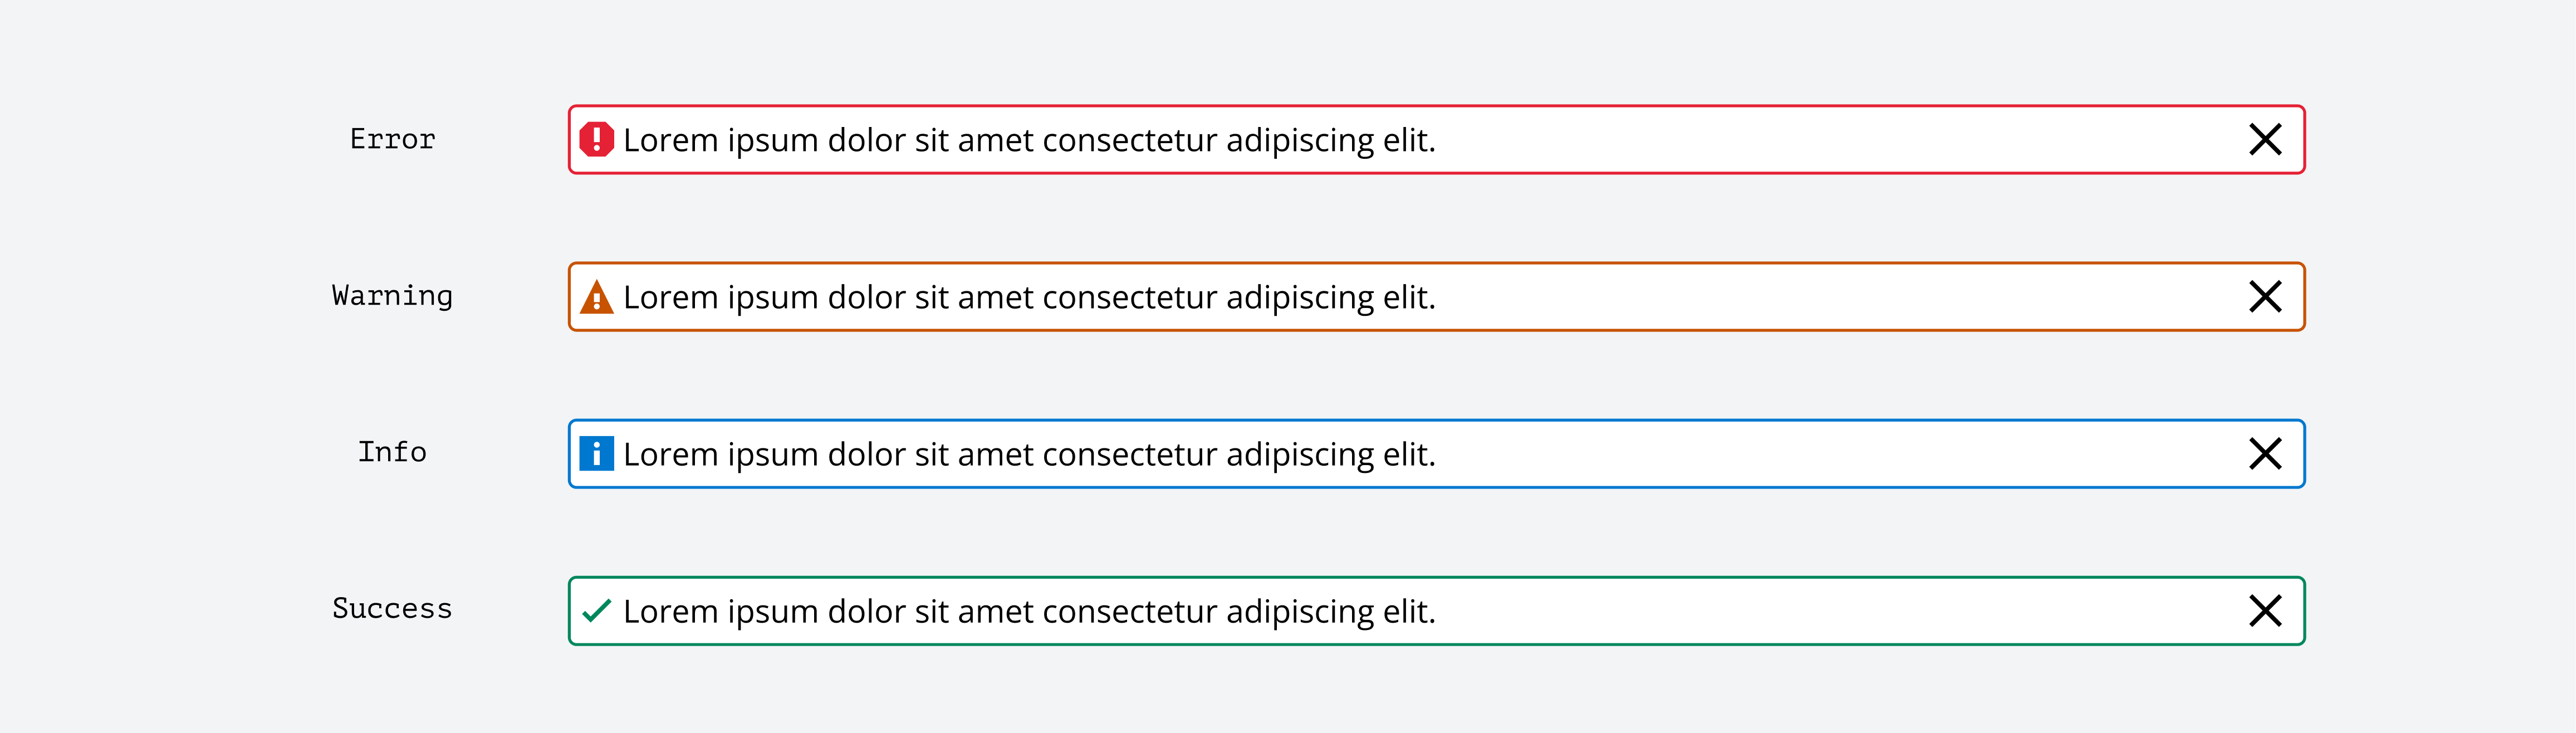 Error
Lorem ipsum dolor sit amet consectetur adipiscing elit.
Warning
Lorem ipsum dolor sit amet consectetur adipiscing elit.
Info
Lorem ipsum dolor sit amet consectetur adipiscing elit.
Success
Lorem ipsum dolor sit amet consectetur adipiscing elit.